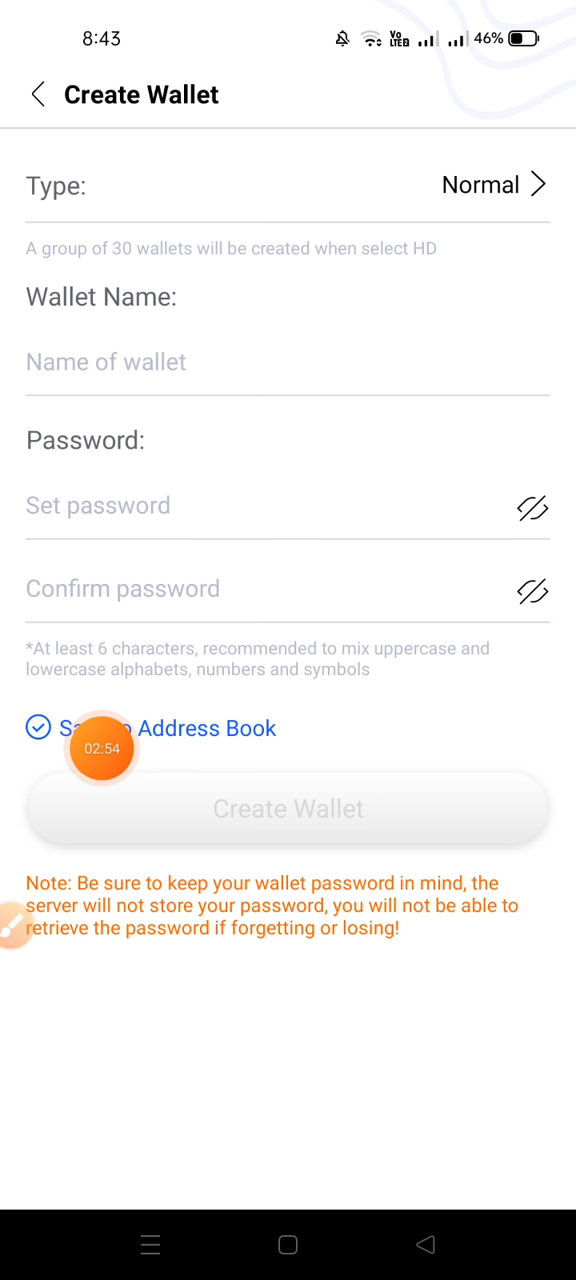 8:43
Vo
LTE2
46%
Create Wallet
Type:
Normal
A group of 30 wallets will be created when select HD
Wallet Name:
Name of wallet
Password:
Set password
Confirm password
*At least 6 characters, recommended to mix uppercase and
lowercase alphabets, numbers and symbols
Address Book
02:54
Create Wallet
Note: Be sure to keep your wallet password in mind, the
server will not store your password, you will not be able to
retrieve the password if forgetting or losing!